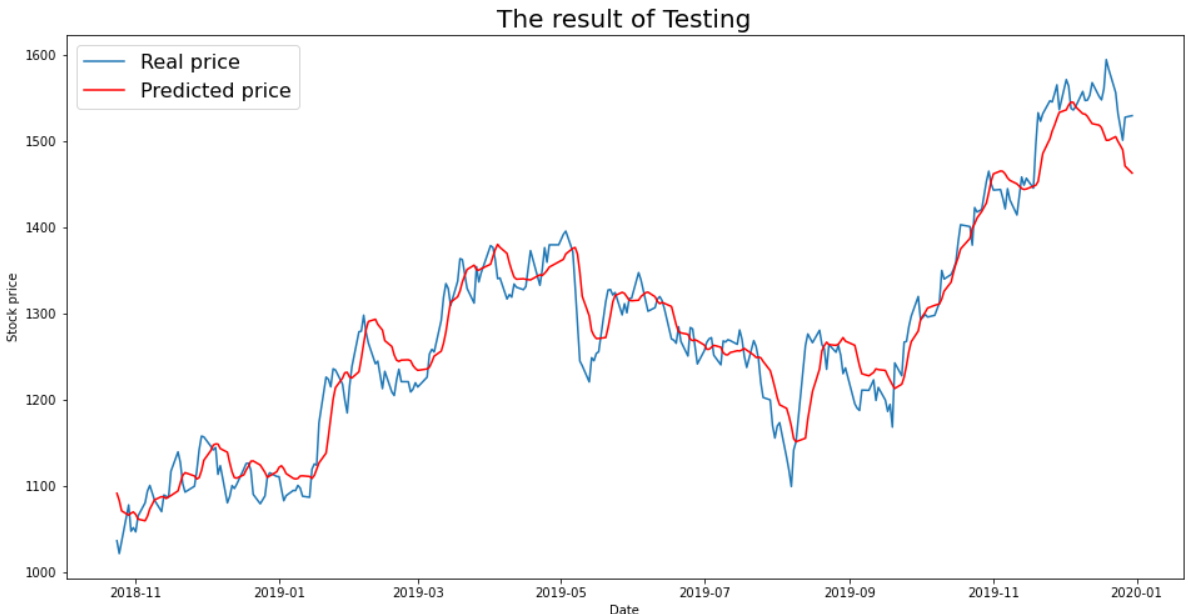 The result of Testing
Real price
Predicted price
1600
1500
1400
1300
1200
1100
1000
Stock price
2018-11 2019-01 2019-03 2019-05 2019-07 2019-09 2019-11 2020-01
Date